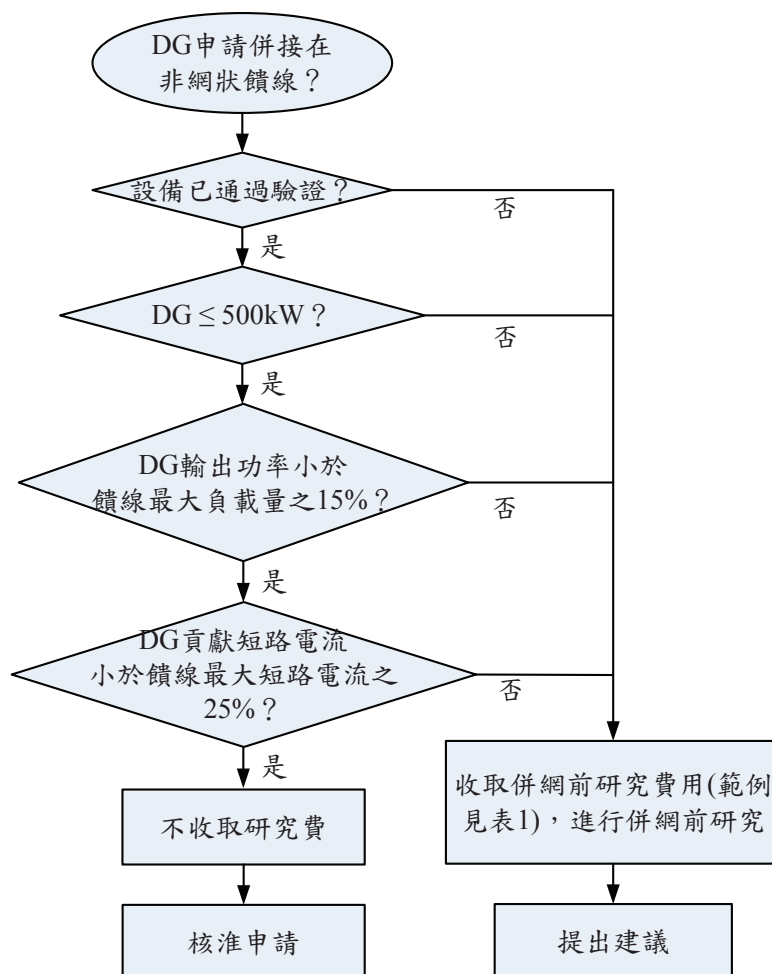 DG申請併接在
非網狀饋線？
設備已通過驗證？
否
是
DG ≤ 500kW？
否
是
DG輸出功率小於
饋線最大負載量之15%？
否
是
DG貢獻短路電流
小於饋線最大短路電流之
25%？
否
是
不收取研究費
收取併網前研究費用(範例
見表1)，進行併網前研究
核淮申請
提出建議